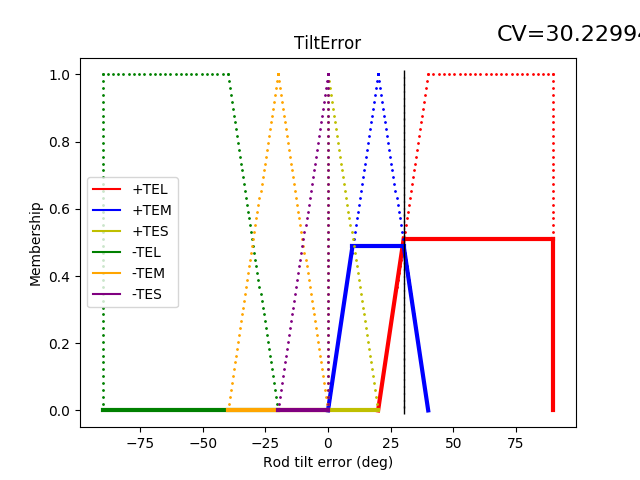 CV=30.22994
TiltError
1.0
0.8
0.6
0.4
0.2
0.0
Membership
+TEL
+TEM
+TES
-TEL
-TEM
-TES
−75
−50
−25
0
25
50
75
Rod tilt error (deg)